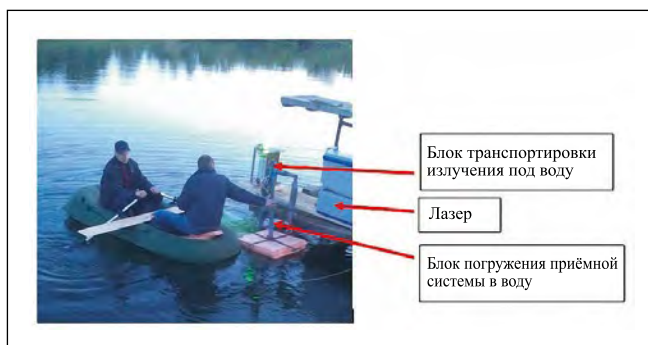 Блок транспортировки
излучения под воду
Лазер
Блок погружения приёмной
системы в воду